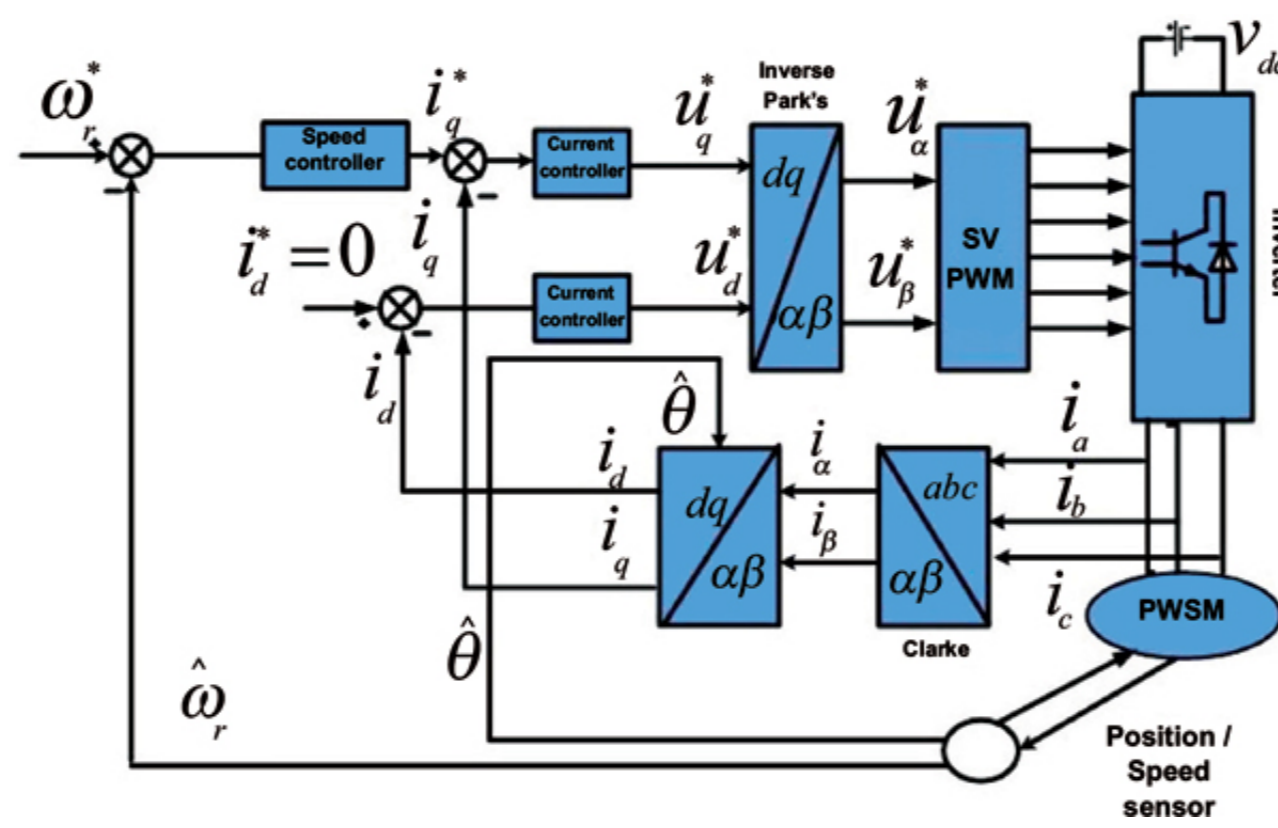 ω*r
+
-
Speed
controller
i*q
-
Current
controller
u*q
Inverse
Park's
dq
αβ
u*α
u*β
SV
PWM
vdc
i*d = 0
iq
+
-
Current
controller
u*d
id
θ̂
id
iq
dq
αβ
iα
iβ
abc
αβ
Clarke
ia
ib
ic
PWSM
θ̂
ω̂r
Position /
Speed
sensor